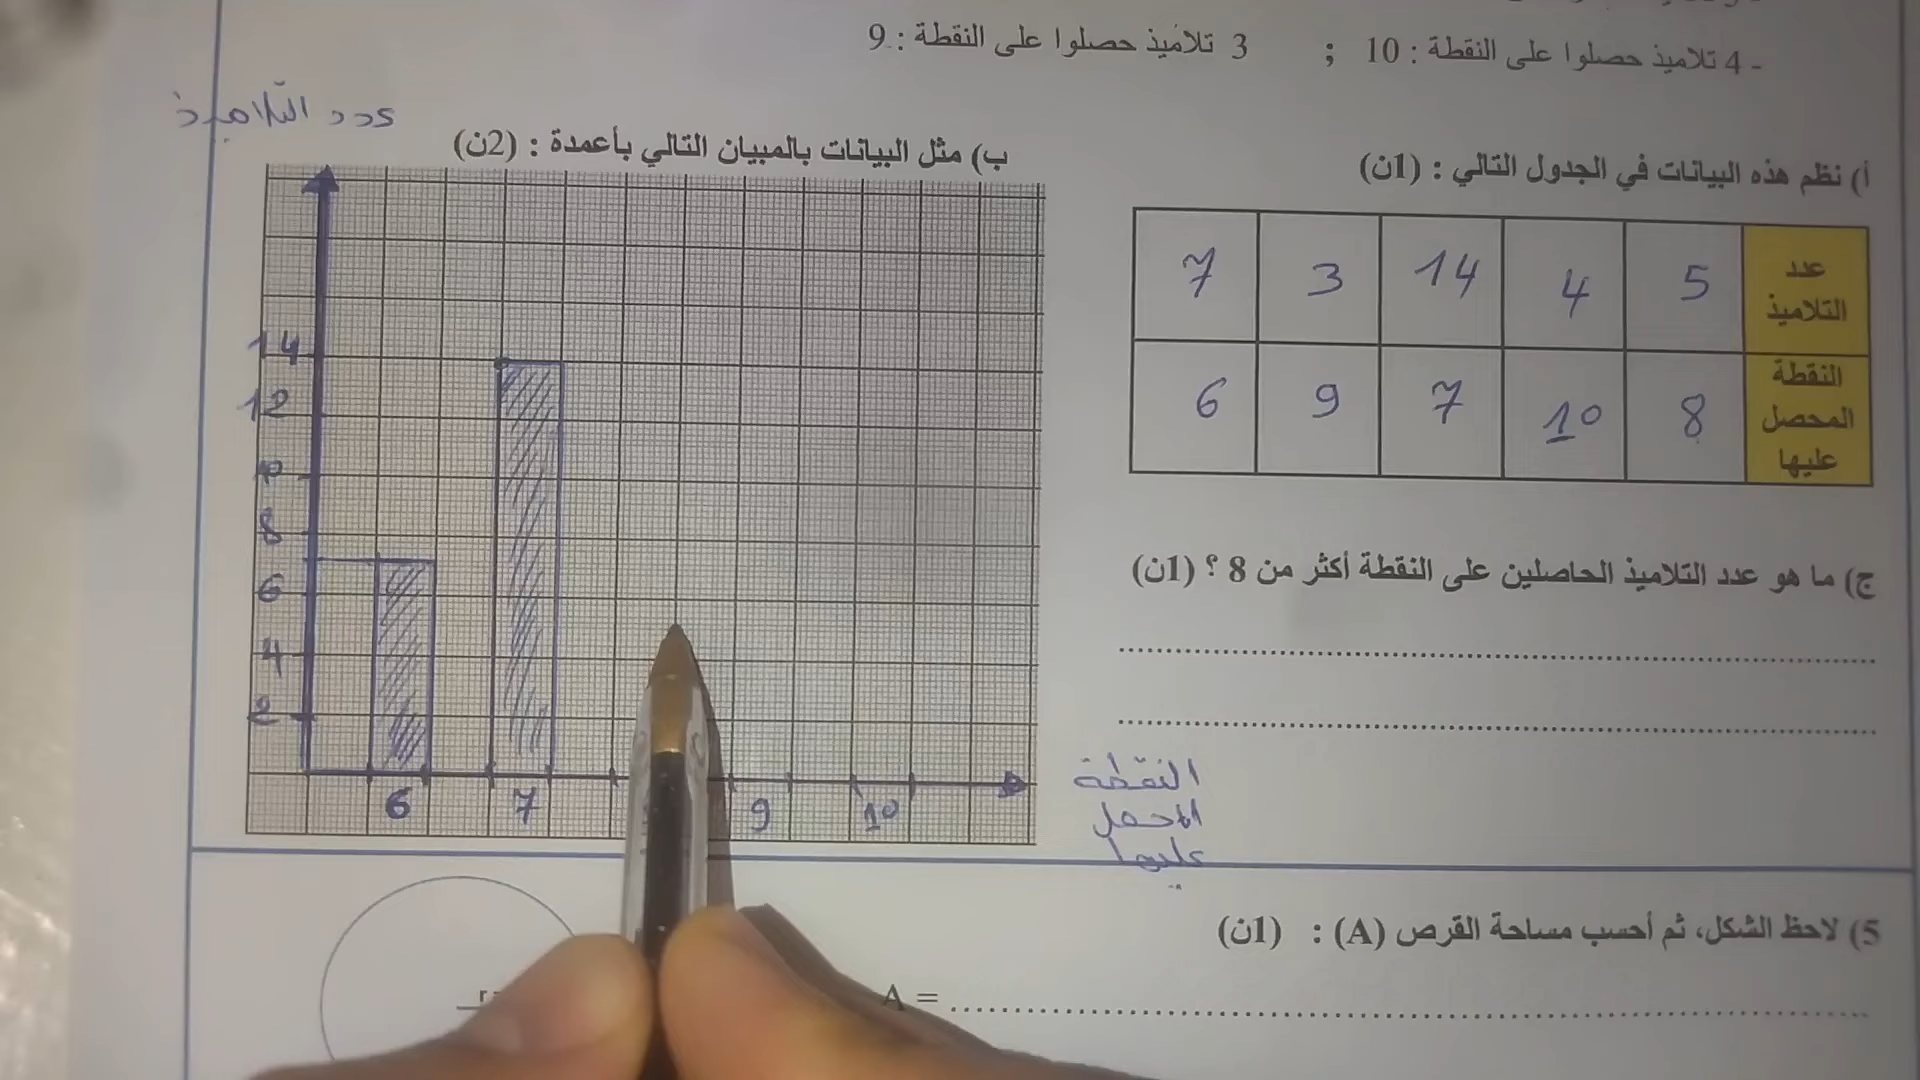 - 4 تلاميذ حصلوا على النقطة : 10 ; 3 تلاميذ حصلوا على النقطة : 9
أ) نظم هذه البيانات في الجدول التالي : (1ن)
عدد التلاميذ 5 4 14 3 7
النقطة المحصل عليها 8 10 7 9 6
ج) ما هو عدد التلاميذ الحاصلين على النقطة أكثر من 8 ؟ (1ن)
ب) مثل البيانات بالمبيان التالي بأعمدة : (2ن)
عدد التلاميذ
14
12
10
8
6
4
2
6 7 9 10
النقطة
المحصل
عليها
5) لاحظ الشكل، ثم أحسب مساحة القرص (A) : (1ن)
A =